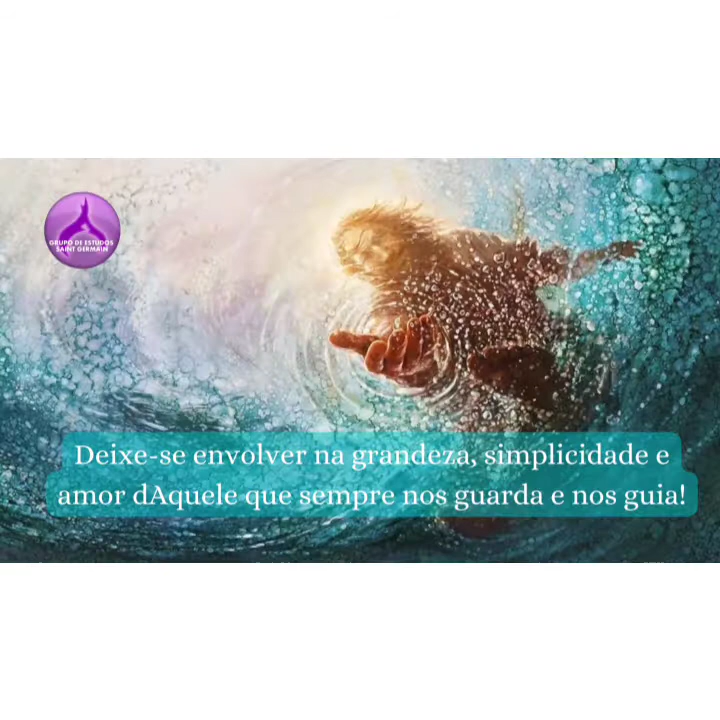 GRUPO DE ESTUDOS
SAINT GERMAIN
Deixe-se envolver na grandeza, simplicidade e
amor dAquele que sempre nos guarda e nos guia!